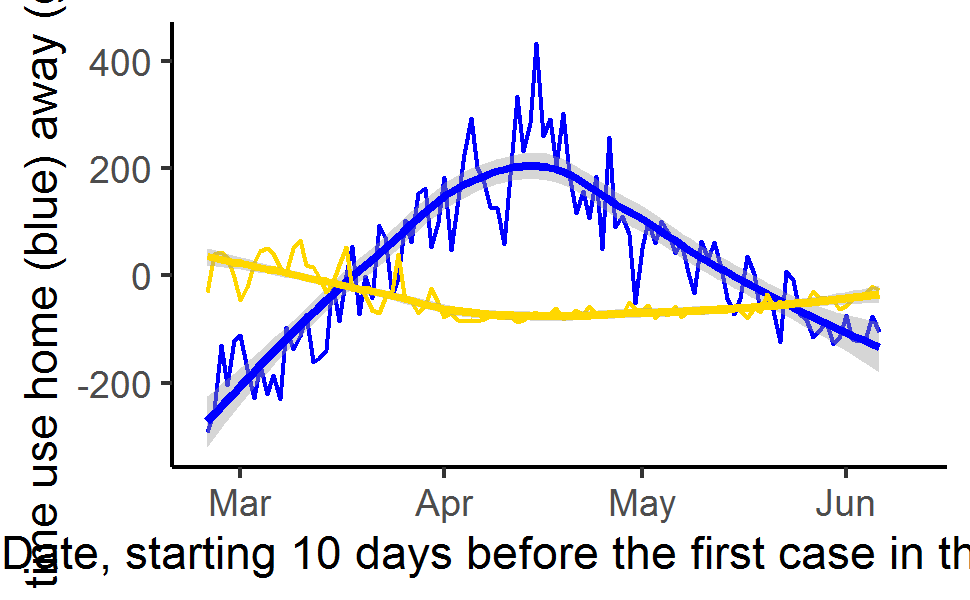 time use home (blue) away (
400
200
0
-200
Mar Apr May Jun
Date, starting 10 days before the first case in th